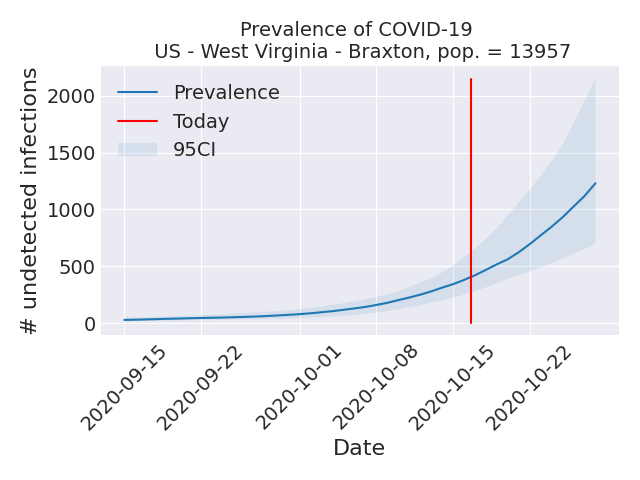 Prevalence of COVID-19
US - West Virginia - Braxton, pop. = 13957
# undetected infections
2000
1500
1000
500
0
Prevalence
Today
95CI
2020-09-15
2020-09-22
2020-10-01
2020-10-08
2020-10-15
2020-10-22
Date